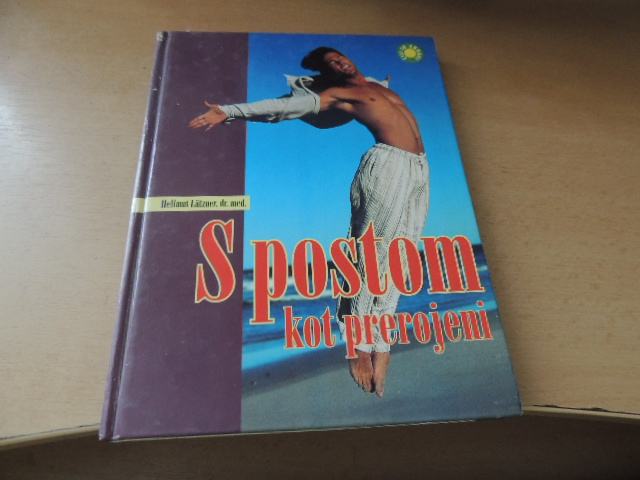 Hellmut Lützner, dr. med.
S postom
kot prerojeni